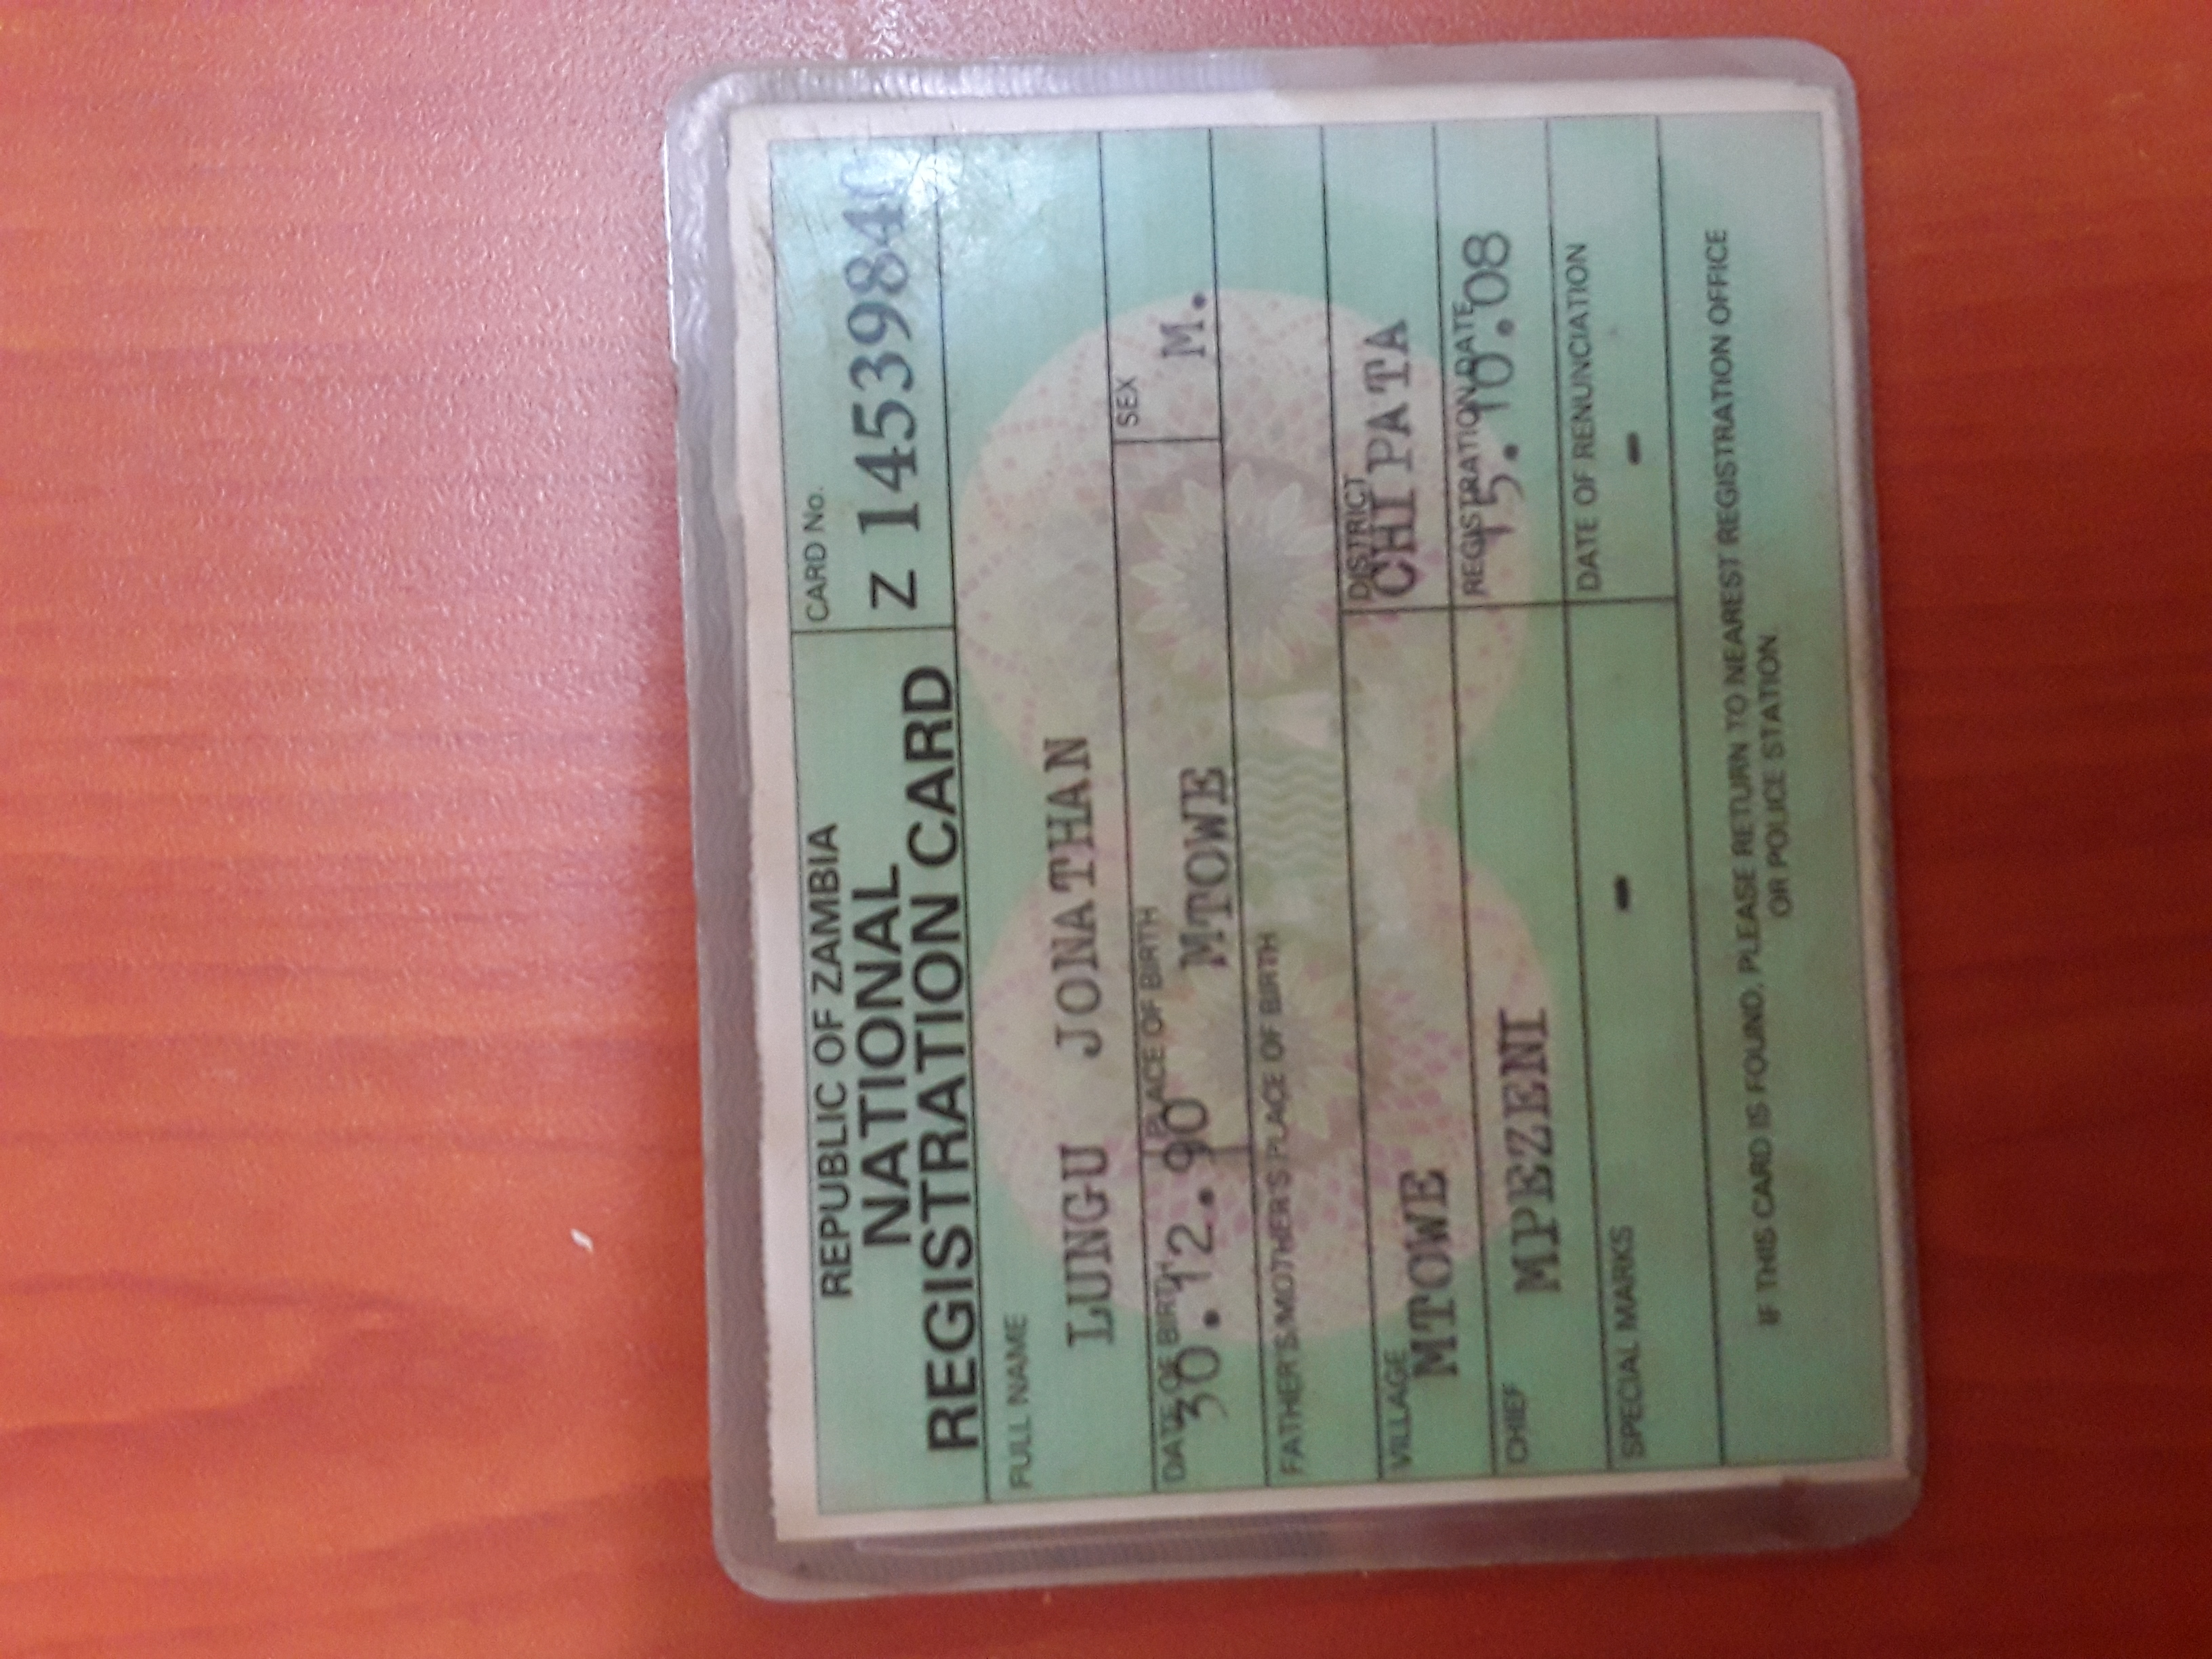 REPUBLIC OF ZAMBIA
NATIONAL
REGISTRATION CARD
CARD No.
Z 14539840
FULL NAME
LUNGU JONATHAN
DATE OF BIRTH
30.12.90
PLACE OF BIRTH
MTOWE
SEX
M.
FATHER'S/MOTHER'S PLACE OF BIRTH
VILLAGE
MTOWE
DISTRICT
CHIPATA
CHIEF
MPEZENI
REGISTRATION DATE
15.10.08
SPECIAL MARKS
-
DATE OF RENUNCIATION
-
IF THIS CARD IS FOUND, PLEASE RETURN TO NEAREST REGISTRATION OFFICE
OR POLICE STATION